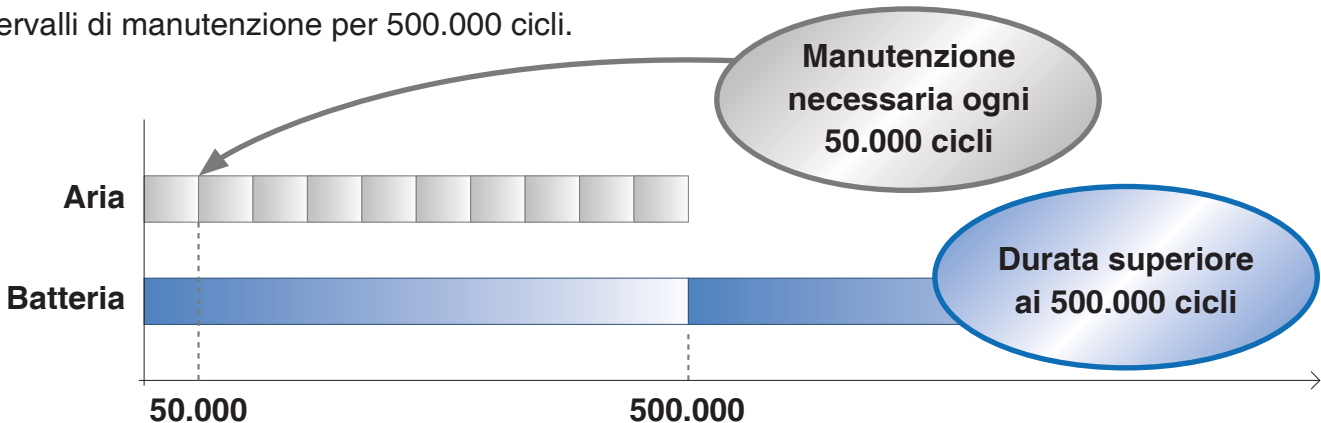 ervalli di manutenzione per 500.000 cicli.
Manutenzione
necessaria ogni
50.000 cicli
Aria
Durata superiore
ai 500.000 cicli
Batteria
50.000
500.000